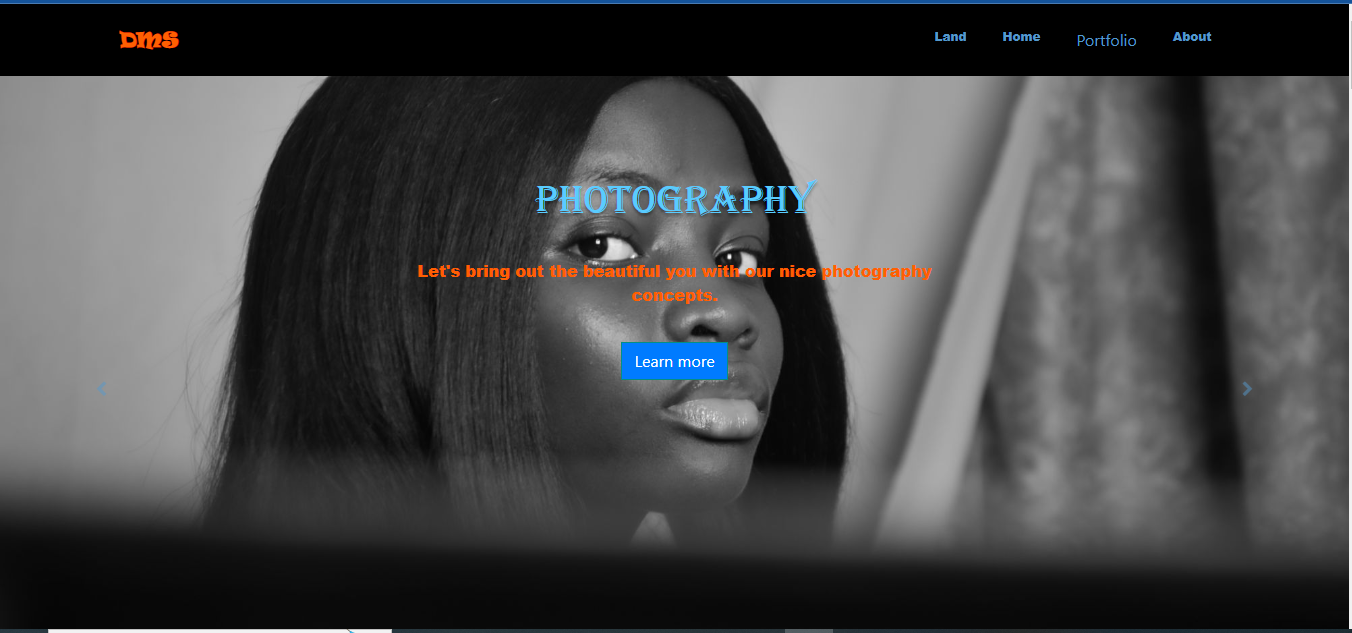 DMS
Land Home Portfolio About
PHOTOGRAPHY
Let's bring out the beautiful you with our nice photography
concepts.
Learn more